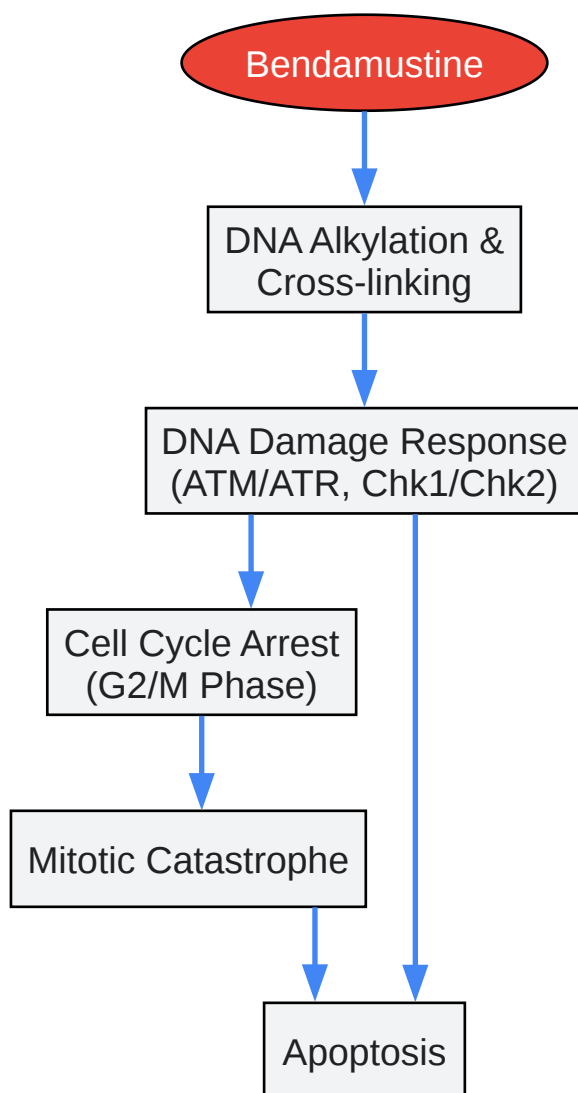 Bendamustine
DNA Alkylation &
Cross-linking
DNA Damage Response
(ATM/ATR, Chk1/Chk2)
Cell Cycle Arrest
(G2/M Phase)
Mitotic Catastrophe
Apoptosis